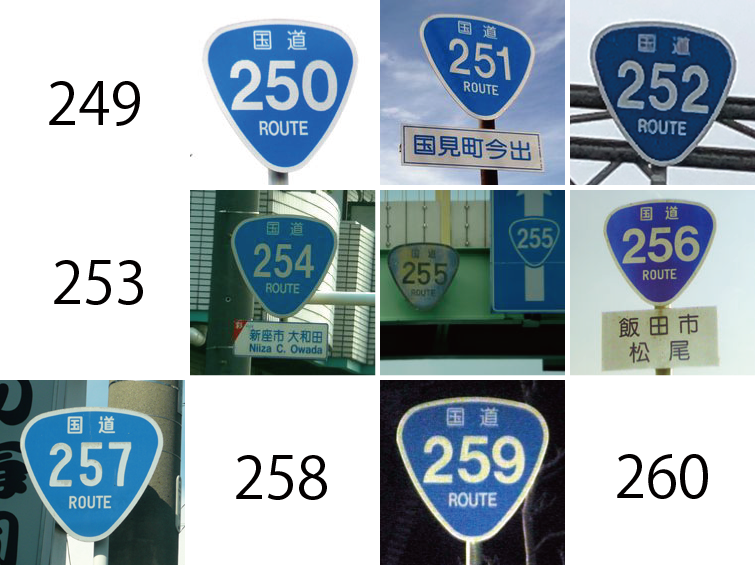 249
国道
250
ROUTE
国道
251
ROUTE
国見町今出
国道
252
ROUTE
253
国道
254
ROUTE
新座市 大和田
Niiza C. Owada
国道
255
ROUTE
255
国道
256
ROUTE
飯田市
松尾
国道
257
ROUTE
258
国道
259
ROUTE
260